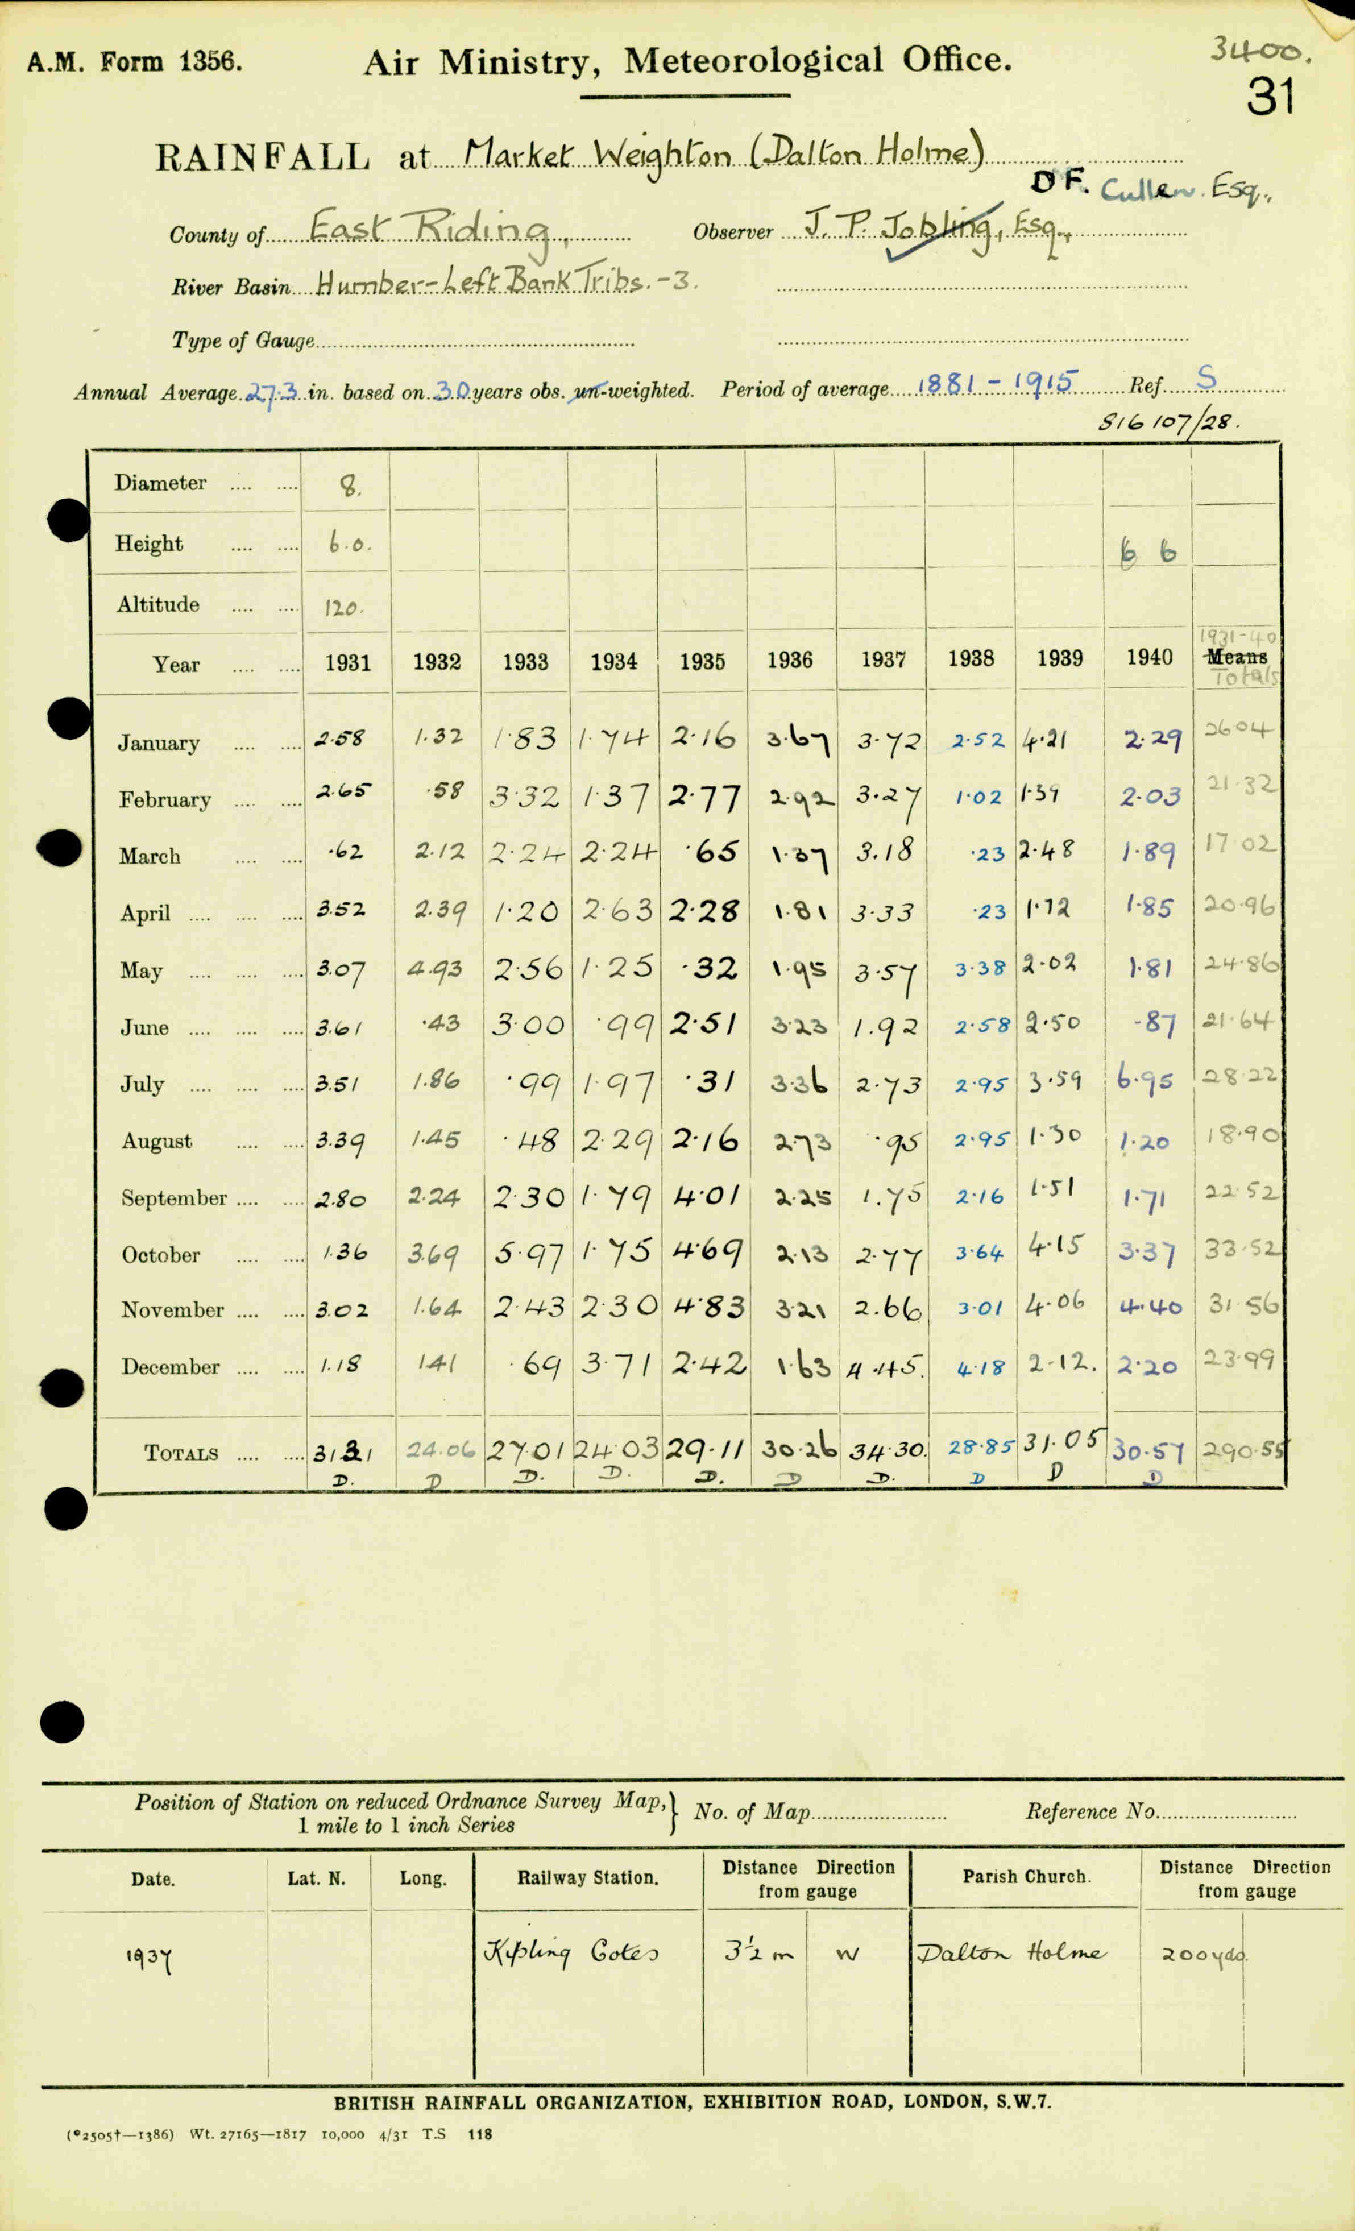 A.M. Form 1356. Air Ministry, Meteorological Office. 3400.
31
RAINFALL at Market Weighton (Dalton Holme)
D F. Cullen. Esq.,
County of East Riding, Observer J. P. Jobling, Esq.,
River Basin Humber-Left Bank Tribs.-3.
Type of Gauge
Annual Average 27.3 in. based on 30 years obs. un-weighted. Period of average 1881-1915 Ref. S
S16 107/28.
Diameter 8.
Height 6.0. 6 6
Altitude 120.
1931-40
Year 1931 1932 1933 1934 1935 1936 1937 1938 1939 1940 Means
Totals
January 2.58 1.32 1.83 1.74 2.16 3.67 3.72 2.52 4.21 2.29 26.04
February 2.65 .58 3.32 1.37 2.77 2.92 3.27 1.02 1.39 2.03 21.32
March .62 2.12 2.24 2.24 .65 1.37 3.18 .23 2.48 1.89 17.02
April 3.52 2.39 1.20 2.63 2.28 1.81 3.33 .23 1.72 1.85 20.96
May 3.07 4.93 2.56 1.25 .32 1.95 3.57 3.38 2.02 1.81 24.86
June 3.61 .43 3.00 .99 2.51 3.23 1.92 2.58 2.50 .87 21.64
July 3.51 1.86 .99 1.97 .31 3.36 2.73 2.95 3.59 6.95 28.22
August 3.39 1.45 .48 2.29 2.16 2.73 .95 2.95 1.30 1.20 18.90
September 2.80 2.24 2.30 1.79 4.01 2.25 1.75 2.16 1.51 1.71 22.52
October 1.36 3.69 5.97 1.75 4.69 2.13 2.77 3.64 4.15 3.37 33.52
November 3.02 1.64 2.43 2.30 4.83 3.21 2.66 3.01 4.06 4.40 31.56
December 1.18 1.41 .69 3.71 2.42 1.63 4.45. 4.18 2.12. 2.20 23.99
TOTALS 31.31 24.06 27.01 24.03 29.11 30.26 34.30. 28.85 31.05 30.57 290.55
D. D D. D. D. D D. D D D
Position of Station on reduced Ordnance Survey Map,} No. of Map Reference No.
1 mile to 1 inch Series
Date. Lat. N. Long. Railway Station. Distance Direction from gauge Parish Church. Distance Direction from gauge
1937 Kipling Cotes 3½ m W Dalton Holme 200 yds.
BRITISH RAINFALL ORGANIZATION, EXHIBITION ROAD, LONDON, S.W.7.
(*2505†—1386) Wt. 27165—1817 10,000 4/31 T.S 118